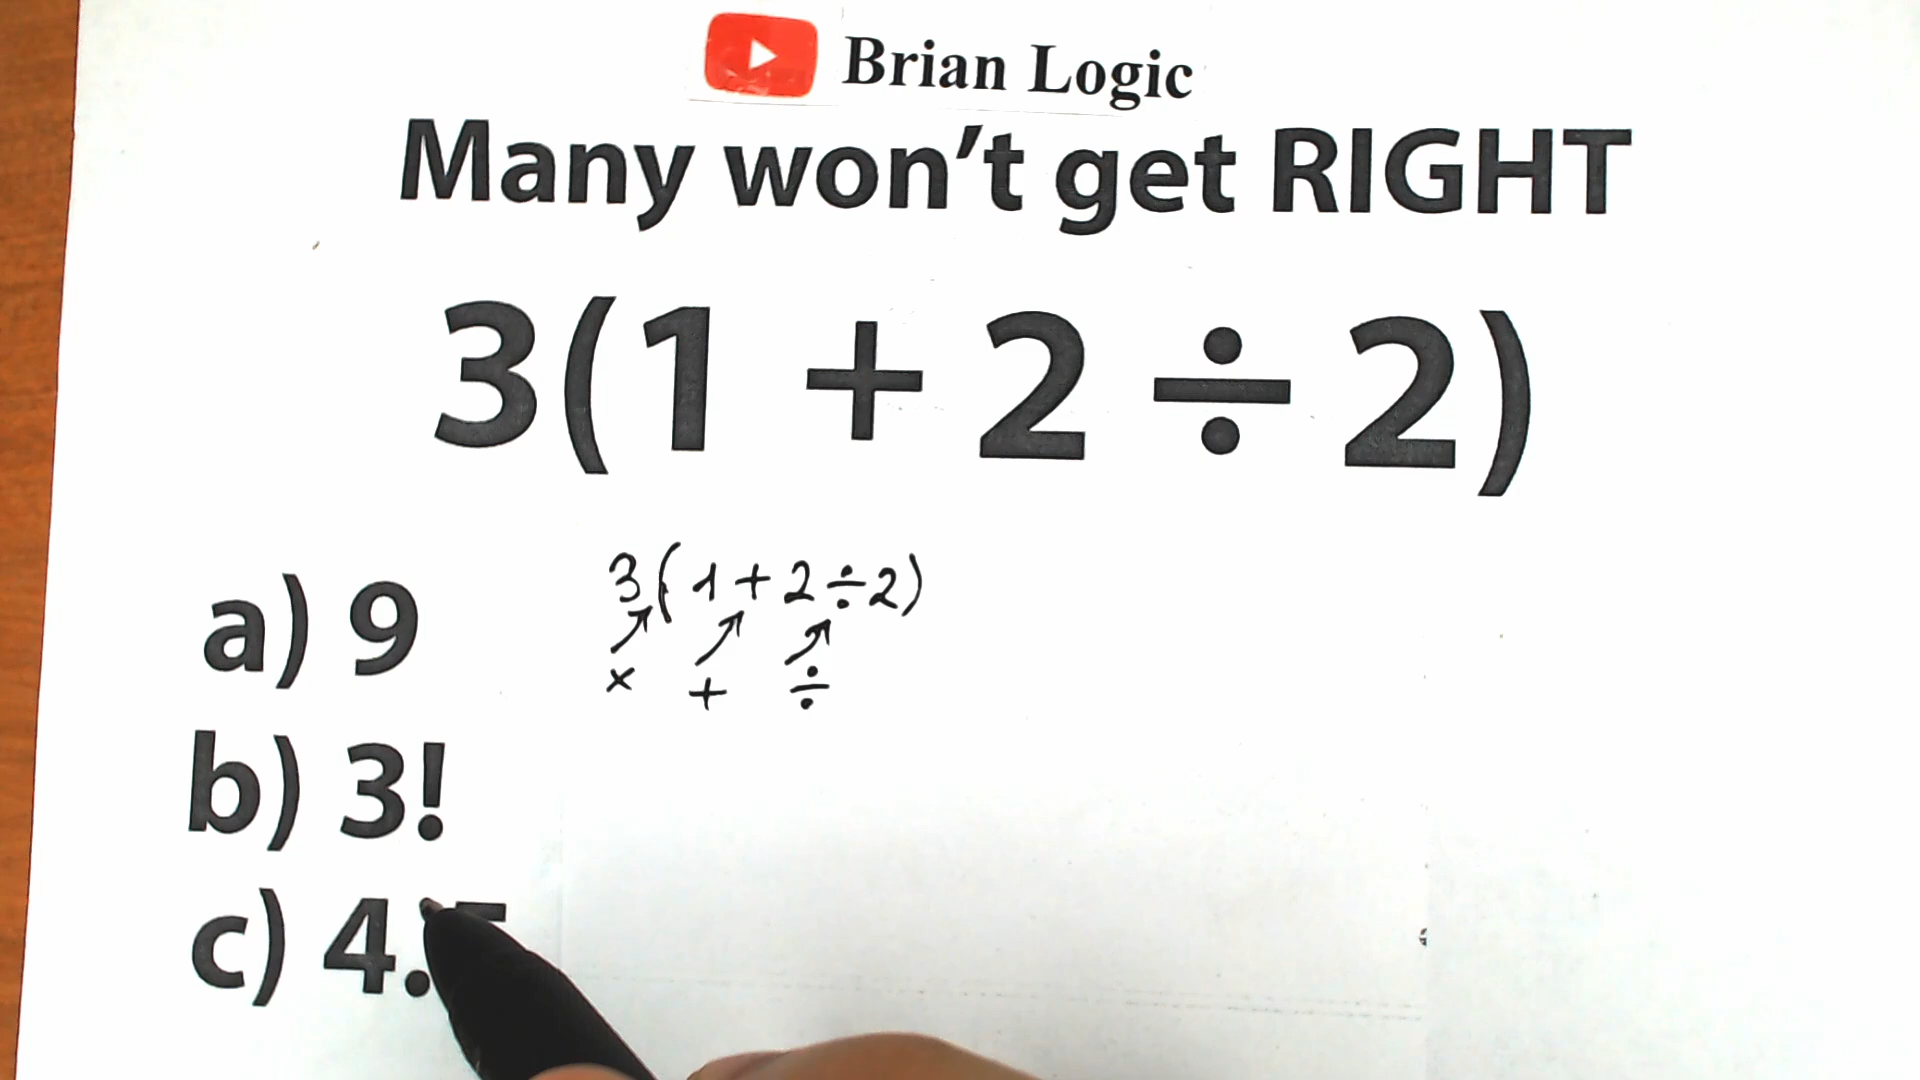 Brian Logic
Many won't get RIGHT
3(1 + 2 ÷ 2)
3(1+2÷2)
× + ÷
a) 9
b) 3!
c) 4.